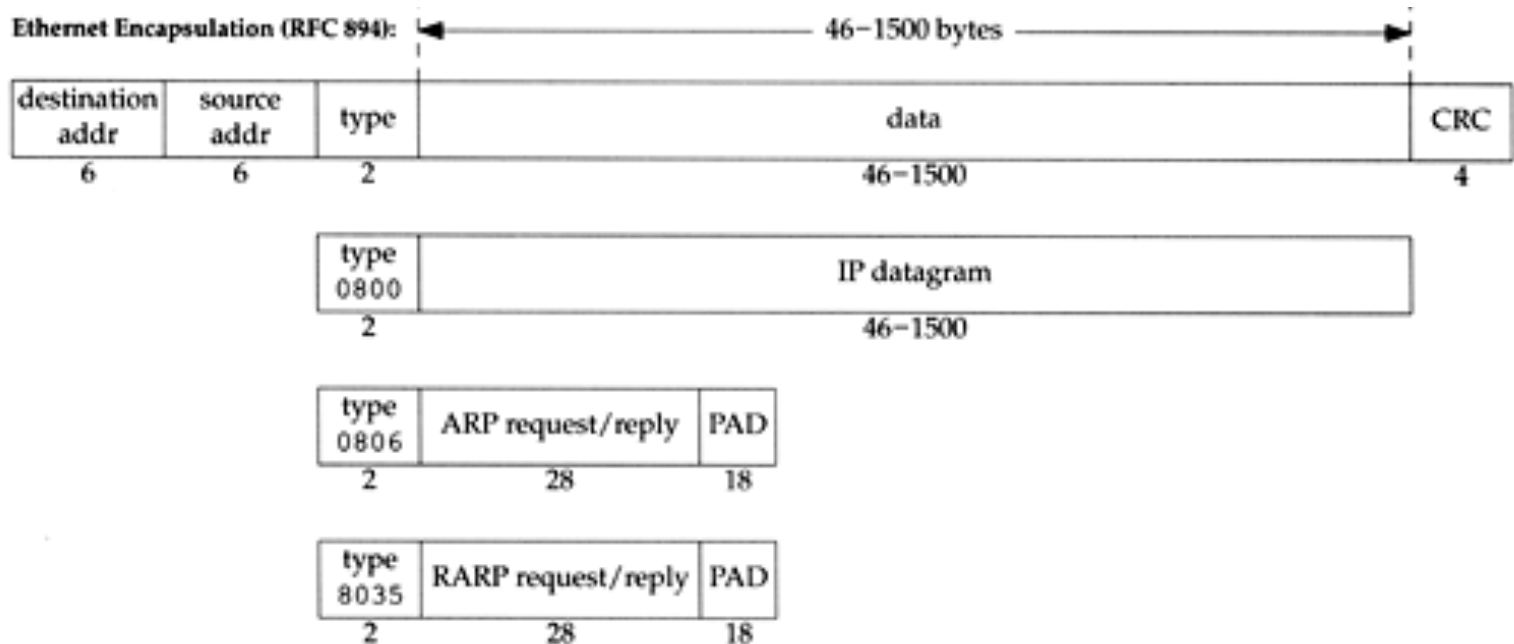 Ethernet Encapsulation (RFC 894):
46-1500 bytes
destination addr
source addr
type
data
CRC
6
6
2
46-1500
4
type 0800
IP datagram
2
46-1500
type 0806
ARP request/reply
PAD
2
28
18
type 8035
RARP request/reply
PAD
2
28
18